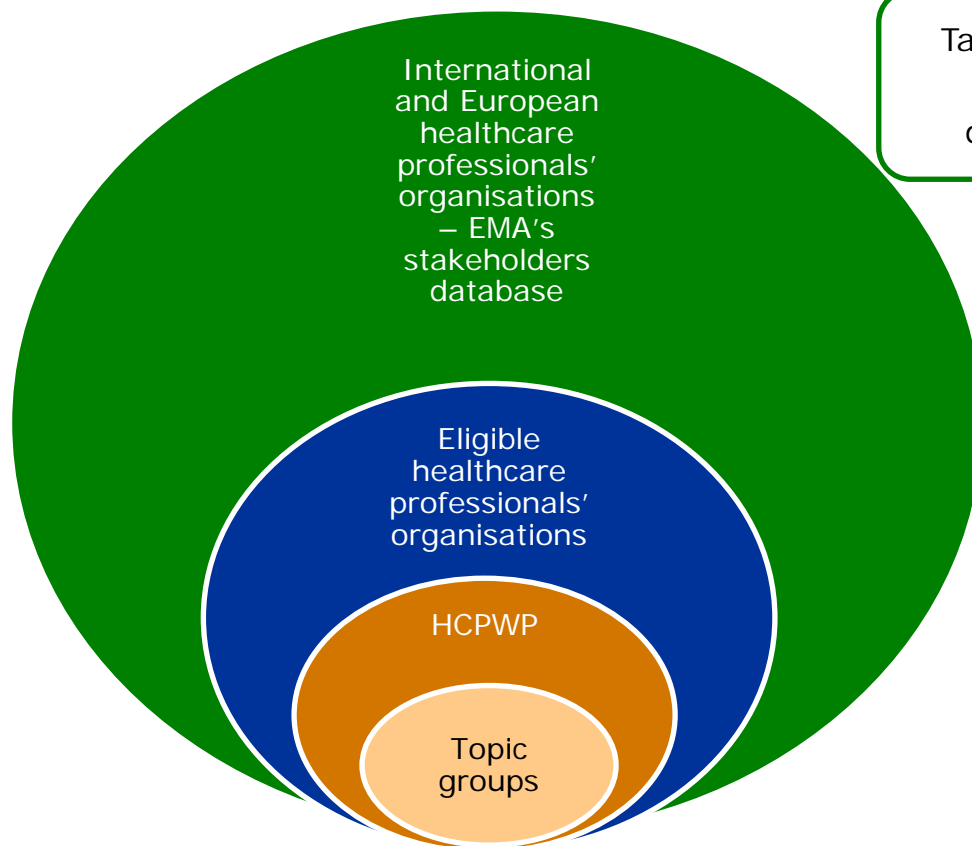 International
and European
healthcare
professionals’
organisations
– EMA’s
stakeholders
database
Eligible
healthcare
professionals’
organisations
HCPWP
Topic
groups